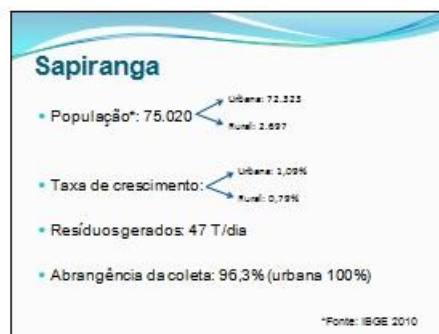 Sapiranga
Urbana: 72.323
• População*: 75.020
Rural: 2.697
Urbana: 1,09%
• Taxa de crescimento:
Rural: 0,79%
• Resíduos gerados: 47 T/dia
• Abrangência da coleta: 96,3% (urbana 100%)
*Fonte: IBGE 2010